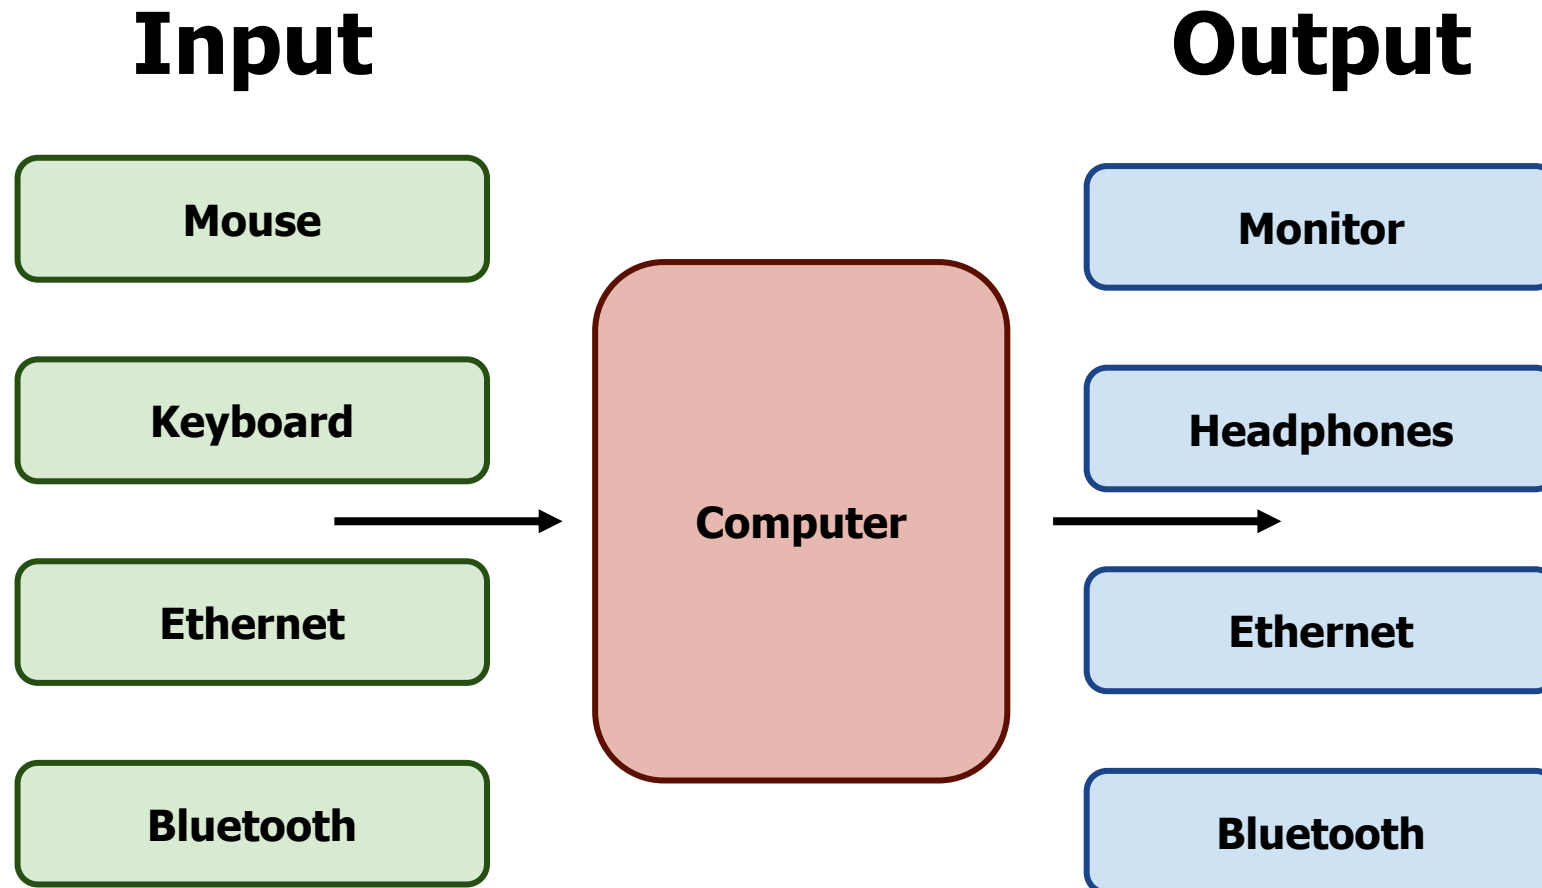 Input
Output
Mouse
Monitor
Keyboard
Headphones
Computer
Ethernet
Ethernet
Bluetooth
Bluetooth